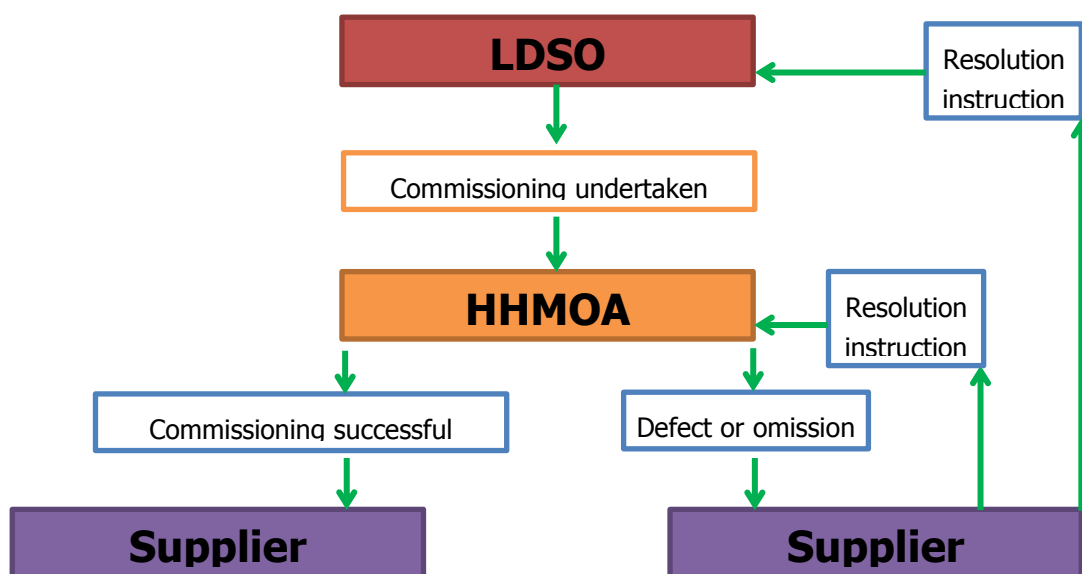 LDSO
Resolution
instruction
Commissioning undertaken
HHMOA
Resolution
instruction
Commissioning successful
Defect or omission
Supplier
Supplier